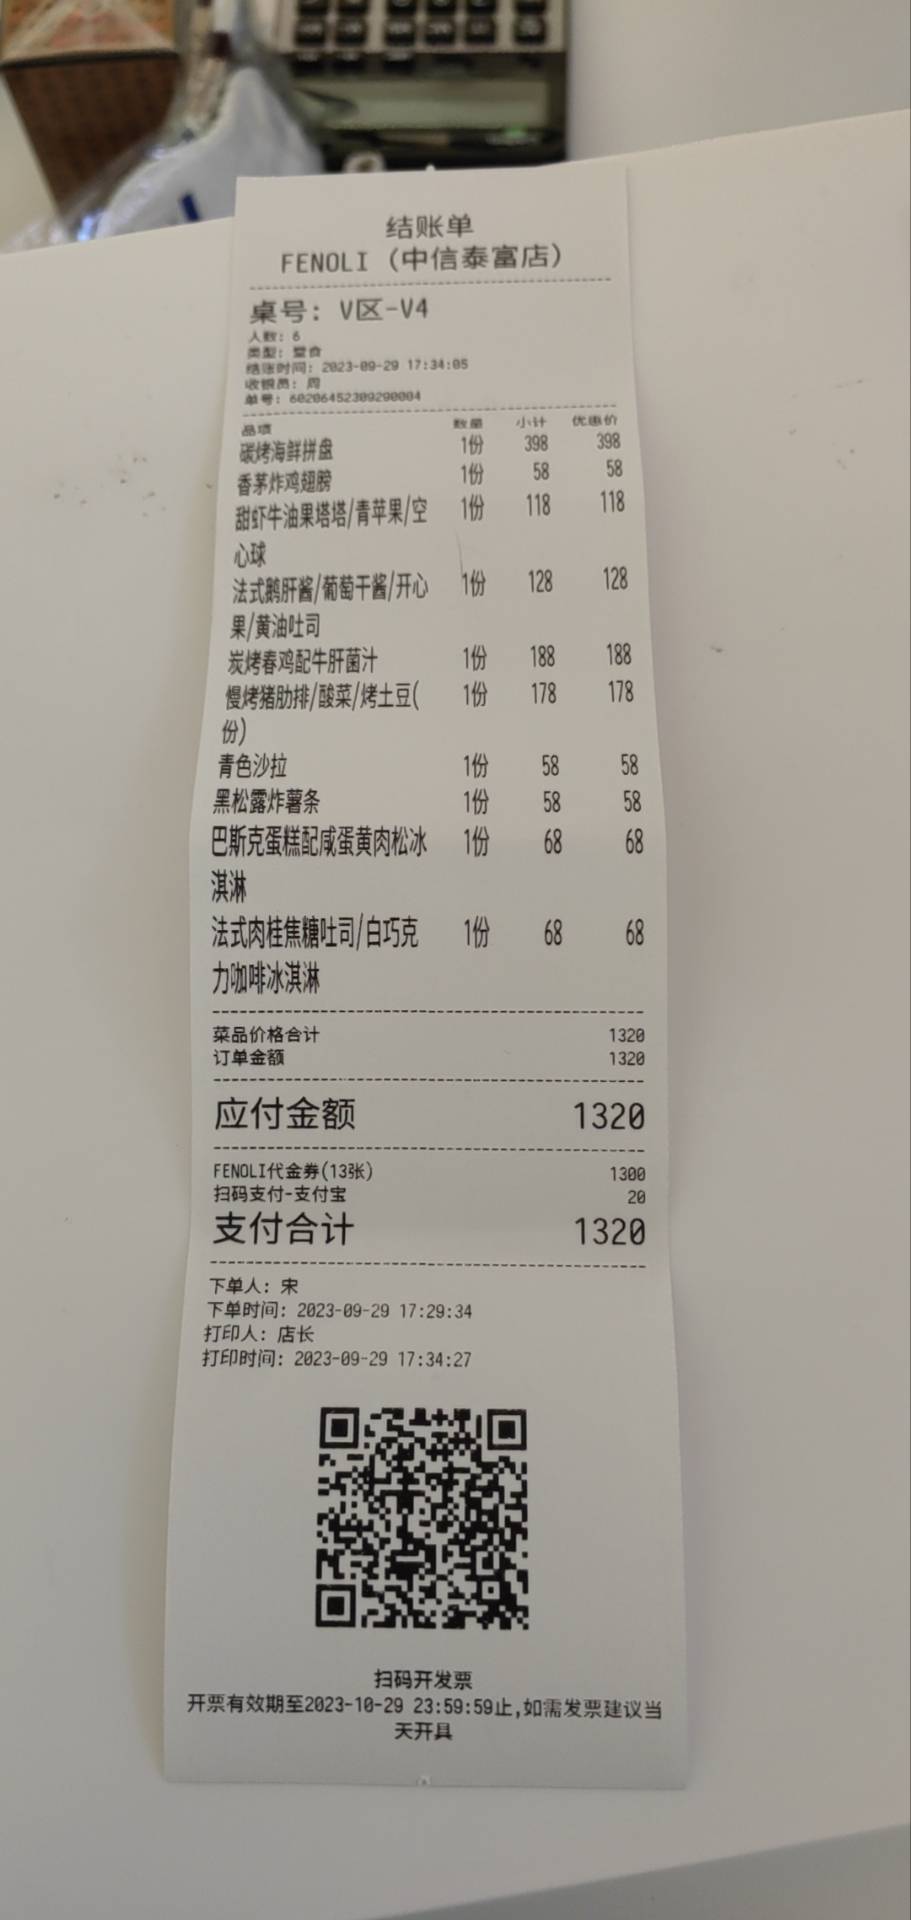 结账单
FENOLI (中信泰富店)
桌号: V区-V4
人数: 6
类型: 堂食
结账时间: 2023-09-29 17:34:05
收银员: 周
单号: 60206452309290004
品项 数量 小计 优惠价
碳烤海鲜拼盘 1份 398 398
香茅炸鸡翅膀 1份 58 58
甜虾牛油果塔塔/青苹果/空 1份 118 118
心球
法式鹅肝酱/葡萄干酱/开心 1份 128 128
果/黄油吐司
炭烤春鸡配牛肝菌汁 1份 188 188
慢烤猪肋排/酸菜/烤土豆( 1份 178 178
份)
青色沙拉 1份 58 58
黑松露炸薯条 1份 58 58
巴斯克蛋糕配咸蛋黄肉松冰 1份 68 68
淇淋
法式肉桂焦糖吐司/白巧克 1份 68 68
力咖啡冰淇淋
菜品价格合计 1320
订单金额 1320
应付金额 1320
FENOLI代金券(13张) 1300
扫码支付-支付宝 20
支付合计 1320
下单人: 宋
下单时间: 2023-09-29 17:29:34
打印人: 店长
打印时间: 2023-09-29 17:34:27
扫码开发票
开票有效期至2023-10-29 23:59:59止,如需发票建议当
天开具